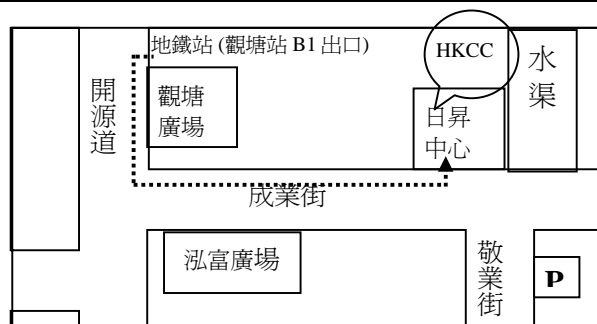 地鐵站 (觀塘站 B1 出口)
HKCC
水渠
開源道
觀塘
廣場
日昇
中心
成業街
泓富廣場
敬業街
P